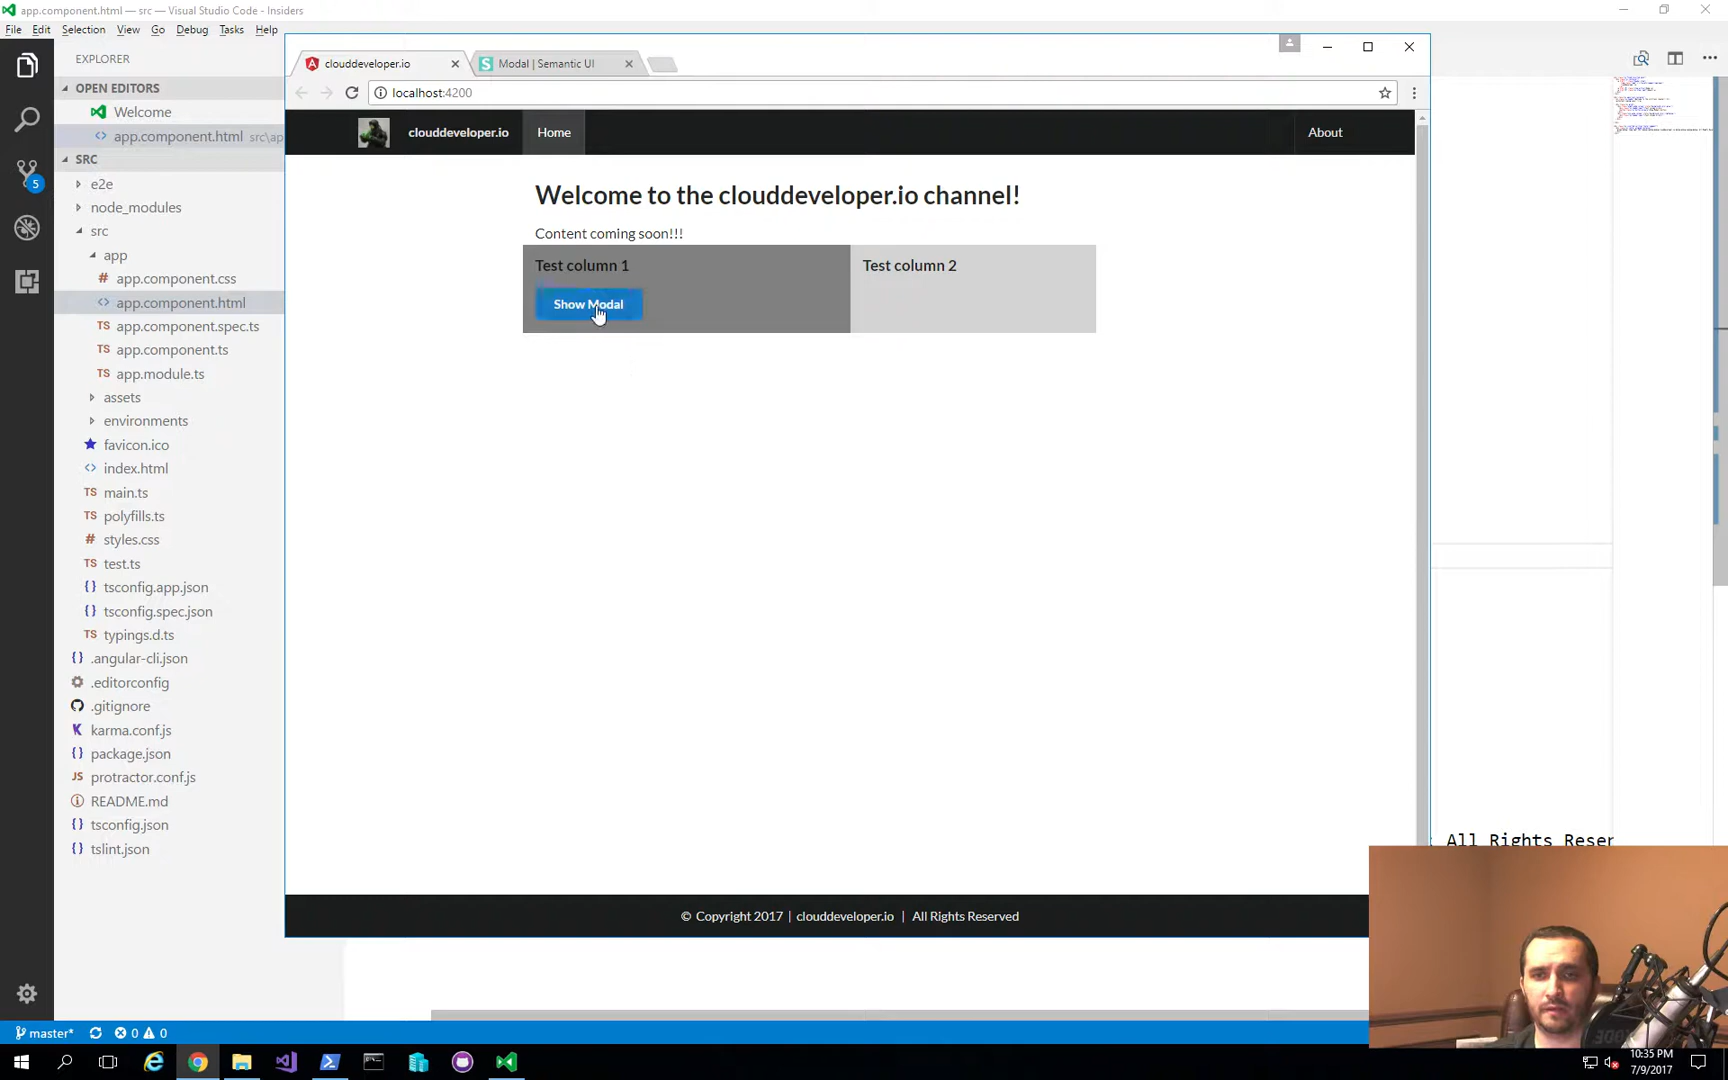 app.component.html — src — Visual Studio Code - Insiders
File Edit Selection View Go Debug Tasks Help
EXPLORER
OPEN EDITORS
Welcome
app.component.html src\ap
SRC
e2e
node_modules
src
app
app.component.css
app.component.html
app.component.spec.ts
app.component.ts
app.module.ts
assets
environments
favicon.ico
index.html
main.ts
polyfills.ts
styles.css
test.ts
tsconfig.app.json
tsconfig.spec.json
typings.d.ts
.angular-cli.json
.editorconfig
.gitignore
karma.conf.js
package.json
protractor.conf.js
README.md
tsconfig.json
tslint.json
5
clouddeveloper.io
Modal | Semantic UI
localhost:4200
clouddeveloper.io Home About
Welcome to the clouddeveloper.io channel!
Content coming soon!!!
Test column 1 Test column 2
Show Modal
© Copyright 2017 | clouddeveloper.io | All Rights Reserved
All Rights Reser
master* 0 0
10:35 PM
7/9/2017